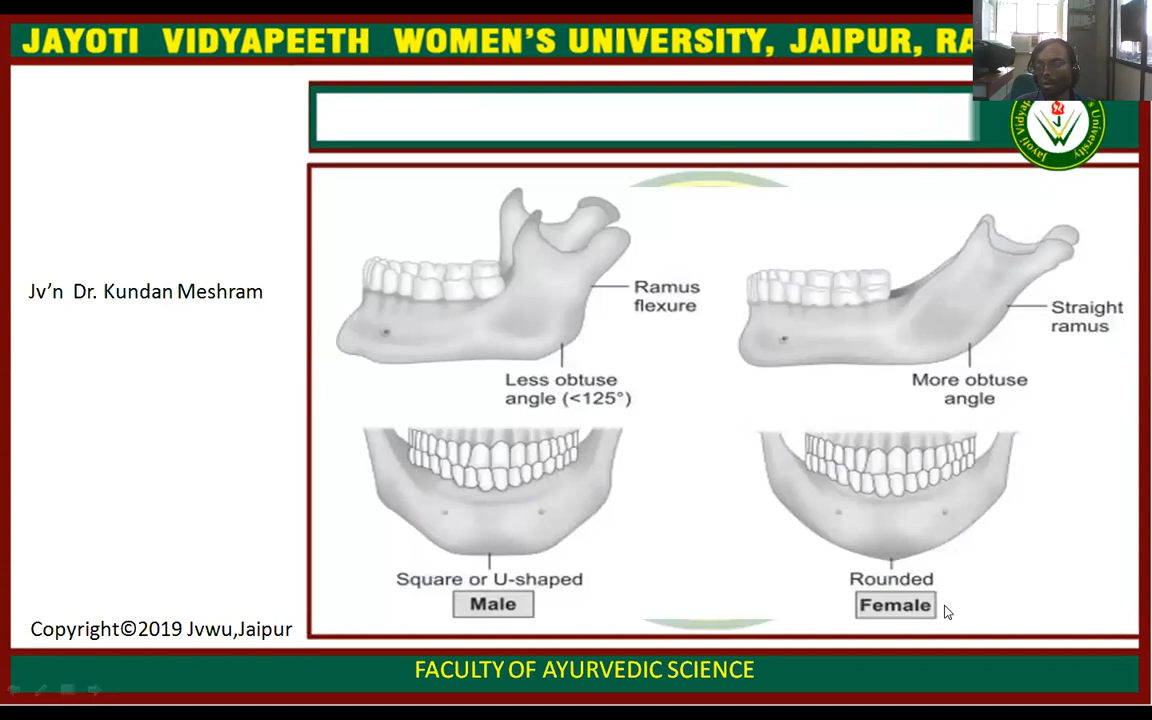 JAYOTI VIDYAPEETH WOMEN'S UNIVERSITY, JAIPUR,
Jv'n Dr. Kundan Meshram
Ramus
flexure
Straight
ramus
Less obtuse
angle (<125°)
More obtuse
angle
Square or U-shaped
Rounded
Male
Female
Copyright©2019 Jvwu,Jaipur
FACULTY OF AYURVEDIC SCIENCE